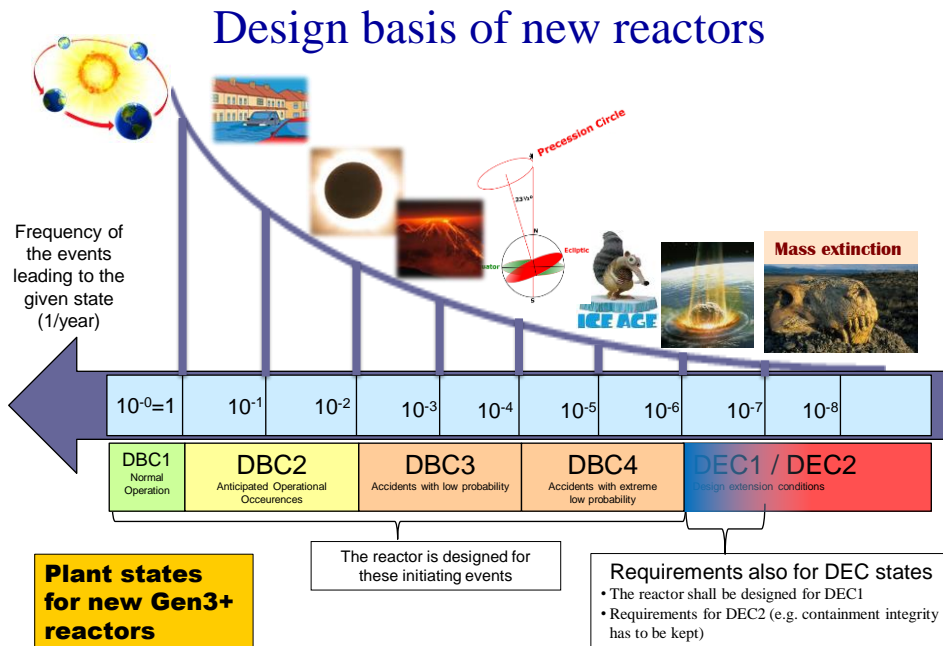 Design basis of new reactors
Precession Circle
23½°
N
Ecliptic
uator
S
ICE AGE
Mass extinction
Frequency of
the events
leading to the
given state
(1/year)
10⁻⁰=1
10⁻¹
10⁻²
10⁻³
10⁻⁴
10⁻⁵
10⁻⁶
10⁻⁷
10⁻⁸
DBC1
Normal
Operation
DBC2
Anticipated Operational
Occeurences
DBC3
Accidents with low probability
DBC4
Accidents with extreme
low probability
DEC1 / DEC2
Design extension conditions
The reactor is designed for
these initiating events
Plant states
for new Gen3+
reactors
Requirements also for DEC states
• The reactor shall be designed for DEC1
• Requirements for DEC2 (e.g. containment integrity
has to be kept)